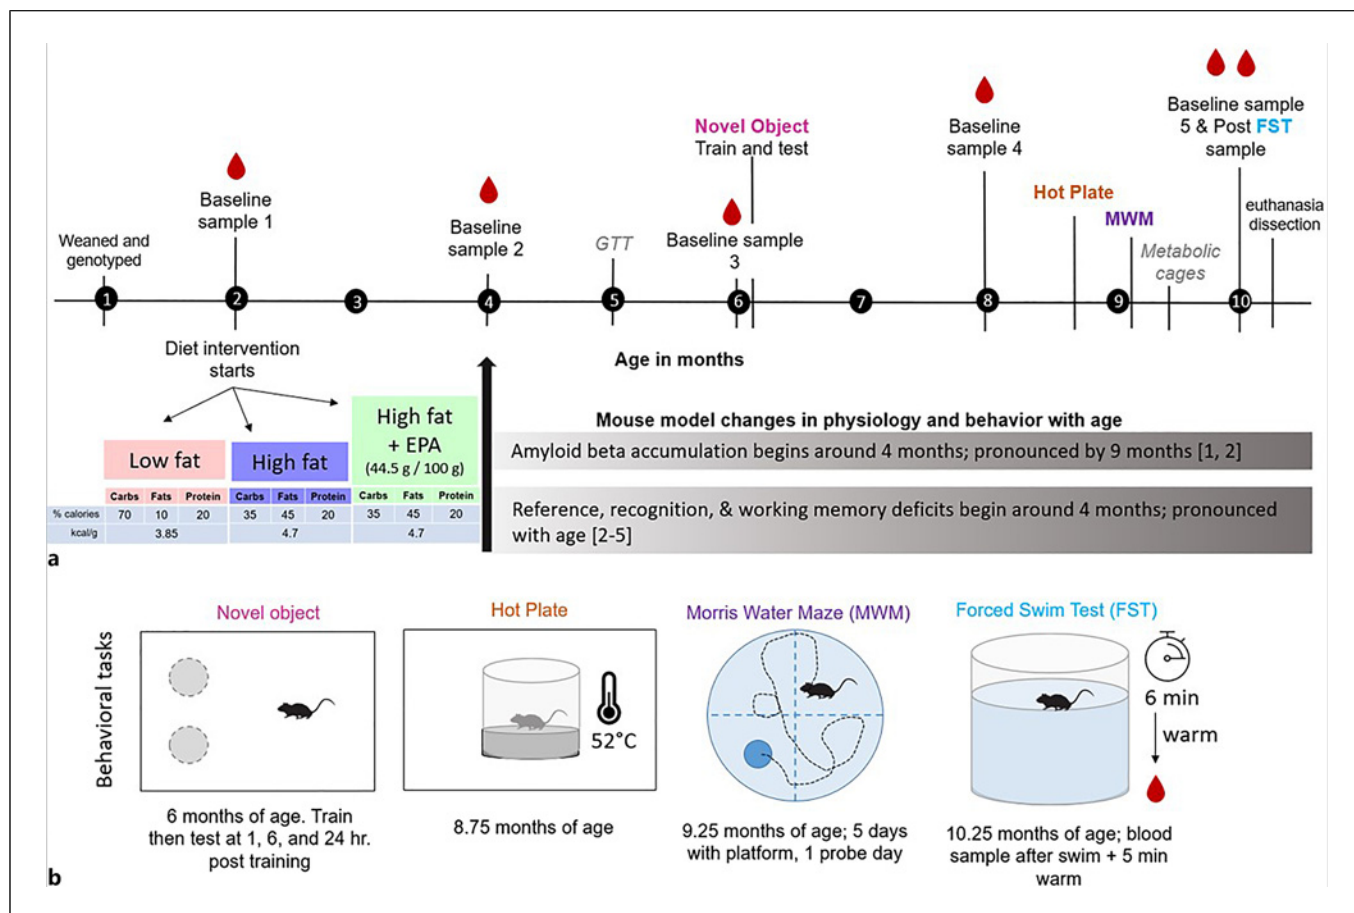 Weaned and
genotyped
Baseline
sample 1
Baseline
sample 2
GTT
Novel Object
Train and test
Baseline sample
3
Baseline
sample 4
Hot Plate
MWM
Metabolic
cages
Baseline sample
5 & Post FST
sample
euthanasia
dissection
1 2 3 4 5 6 7 8 9 10
Diet intervention
starts
Age in months
Low fat
High fat
High fat
+ EPA
(44.5 g / 100 g)
Carbs Fats Protein Carbs Fats Protein Carbs Fats Protein
% calories 70 10 20 35 45 20 35 45 20
kcal/g 3.85 4.7 4.7
Mouse model changes in physiology and behavior with age
Amyloid beta accumulation begins around 4 months; pronounced by 9 months [1, 2]
Reference, recognition, & working memory deficits begin around 4 months; pronounced
with age [2-5]
a
Behavioral tasks
Novel object
6 months of age. Train
then test at 1, 6, and 24 hr.
post training
Hot Plate
52°C
8.75 months of age
Morris Water Maze (MWM)
9.25 months of age; 5 days
with platform, 1 probe day
Forced Swim Test (FST)
6 min
warm
10.25 months of age; blood
sample after swim + 5 min
warm
b